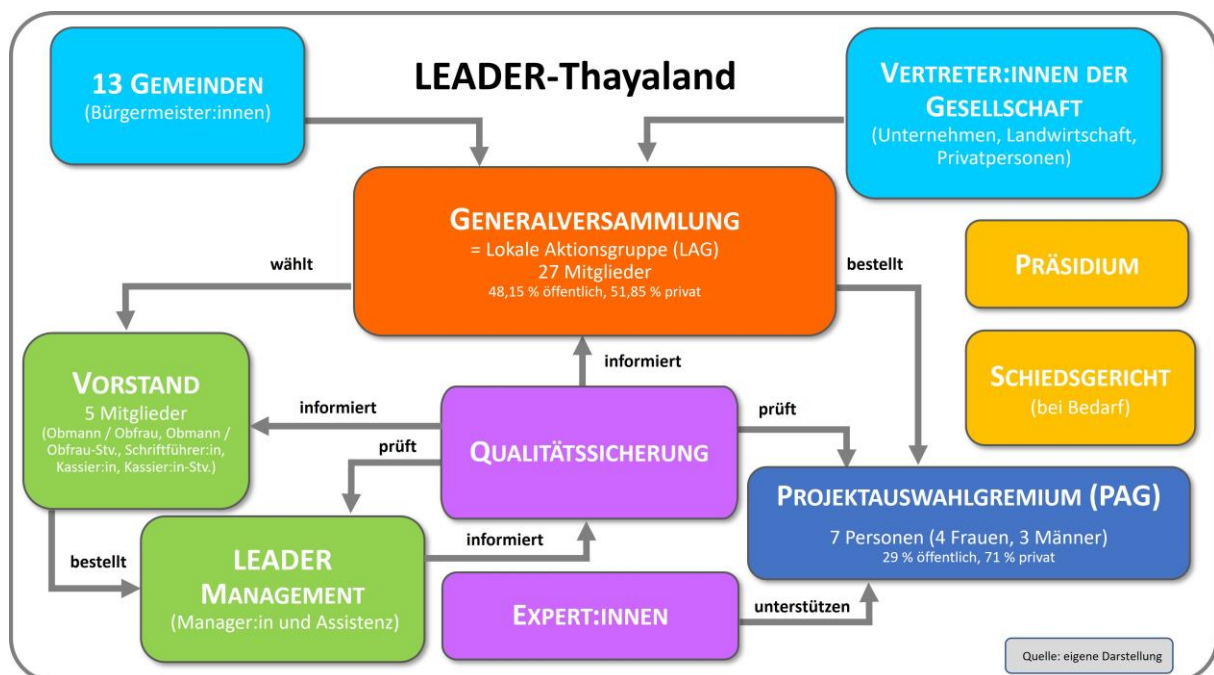 LEADER-Thayaland
13 GEMEINDEN
(Bürgermeister:innen)
VERTRETER:INNEN DER
GESELLSCHAFT
(Unternehmen, Landwirtschaft,
Privatpersonen)
GENERALVERSAMMLUNG
= Lokale Aktionsgruppe (LAG)
27 Mitglieder
48,15 % öffentlich, 51,85 % privat
wählt
bestellt
PRÄSIDIUM
SCHIEDSGERICHT
(bei Bedarf)
VORSTAND
5 Mitglieder
(Obmann / Obfrau, Obmann /
Obfrau-Stv., Schriftführer:in,
Kassier:in, Kassier:in-Stv.)
informiert
informiert
prüft
prüft
QUALITÄTSSICHERUNG
PROJEKTAUSWAHLGREMIUM (PAG)
7 Personen (4 Frauen, 3 Männer)
29 % öffentlich, 71 % privat
bestellt
LEADER
MANAGEMENT
(Manager:in und Assistenz)
informiert
EXPERT:INNEN
unterstützen
Quelle: eigene Darstellung